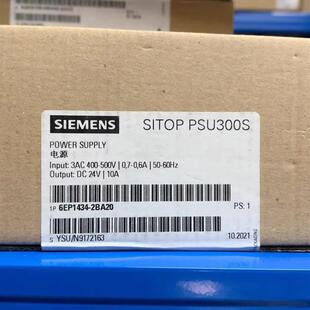 SIEMENS
SITOP PSU300S
POWER SUPPLY
电源
Input: 3AC 400-500V | 0,7-0,6A | 50-60Hz
Output: DC 24V | 10A
1P 6EP1434-2BA20
PS: 1
S YSU/N9172163
10.2021